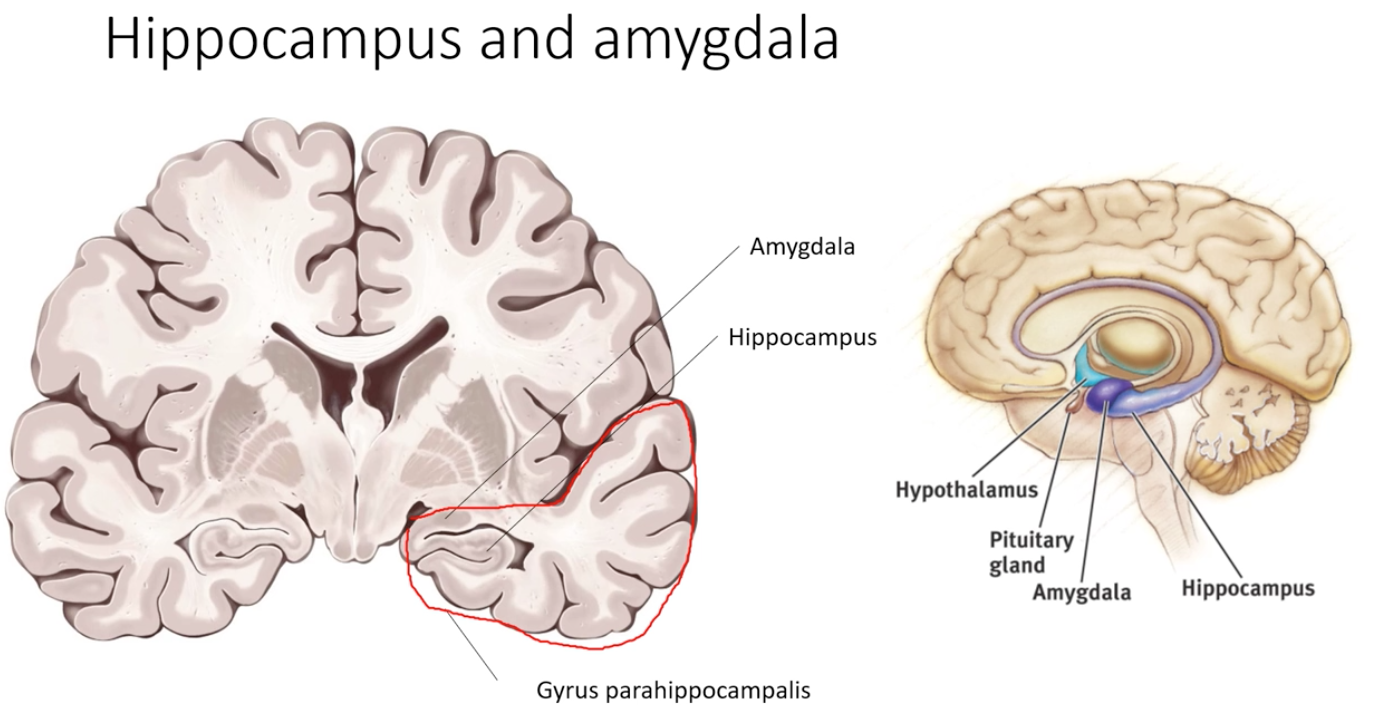 Hippocampus and amygdala
Amygdala
Hippocampus
Gyrus parahippocampalis
Hypothalamus
Pituitary
gland
Amygdala
Hippocampus